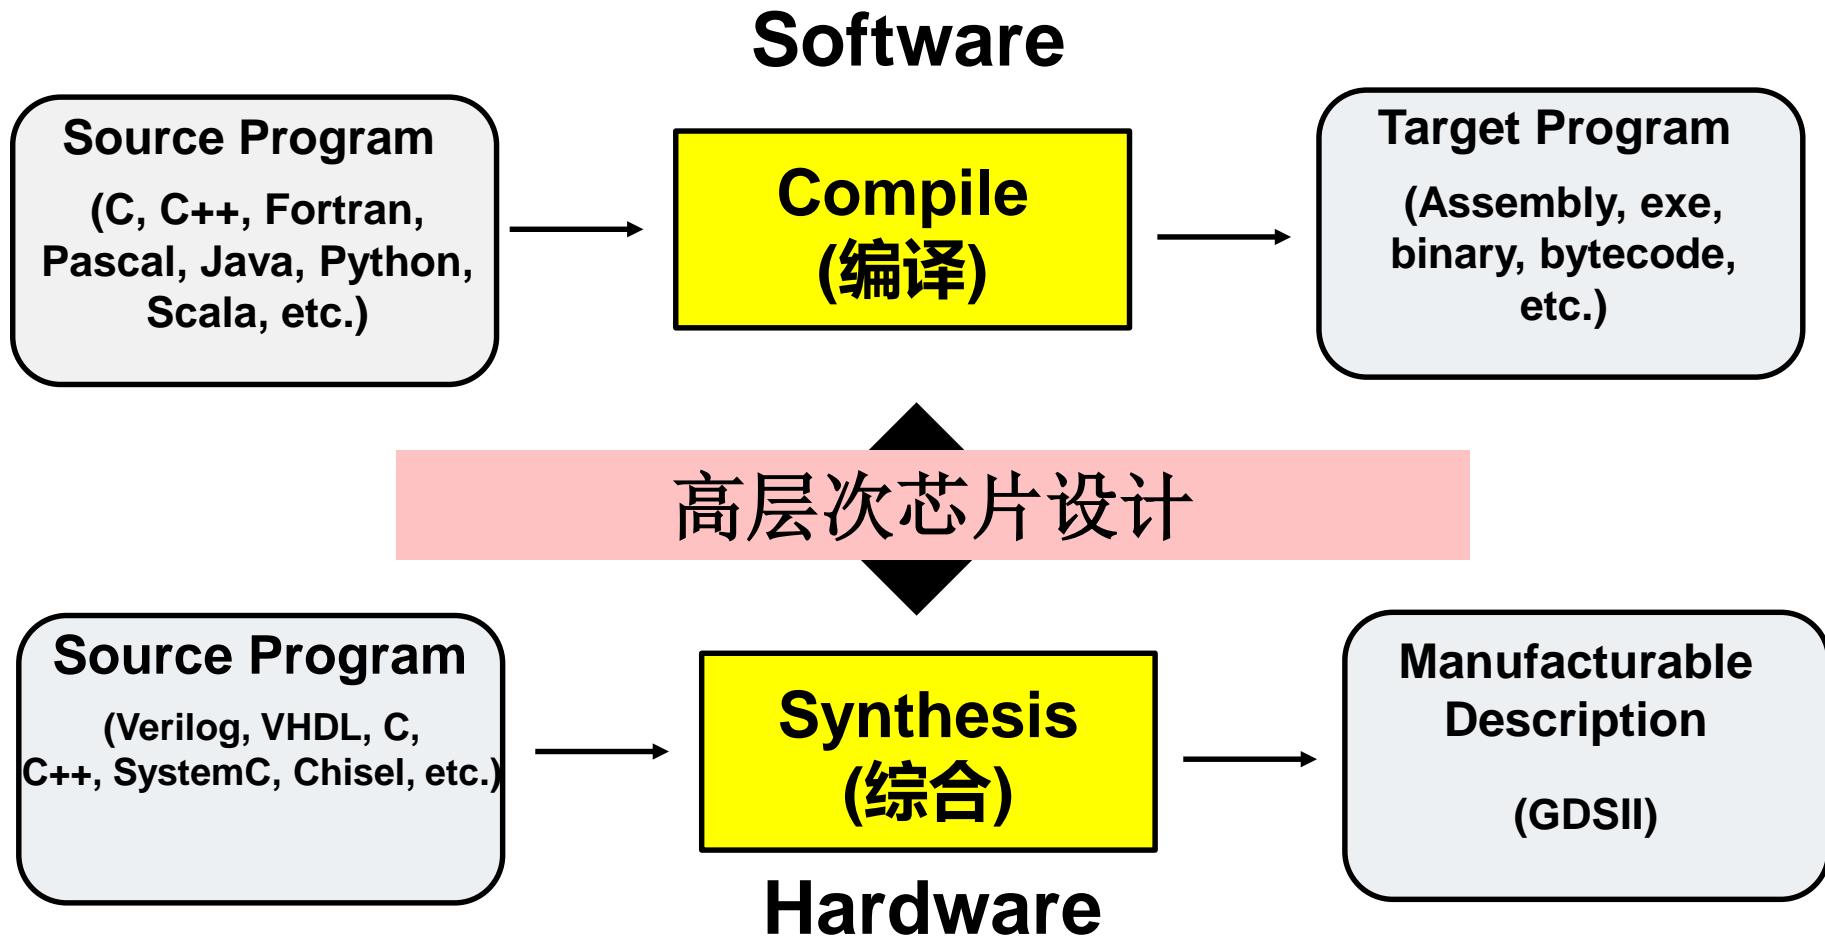 Software
Source Program
(C, C++, Fortran,
Pascal, Java, Python,
Scala, etc.)
Compile
(编译)
Target Program
(Assembly, exe,
binary, bytecode,
etc.)
高层次芯片设计
Source Program
(Verilog, VHDL, C,
C++, SystemC, Chisel, etc.)
Synthesis
(综合)
Manufacturable
Description
(GDSII)
Hardware